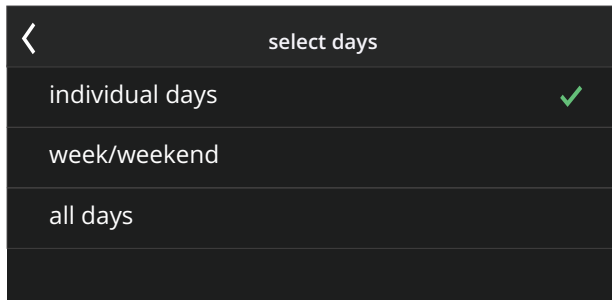 select days
individual days
week/weekend
all days